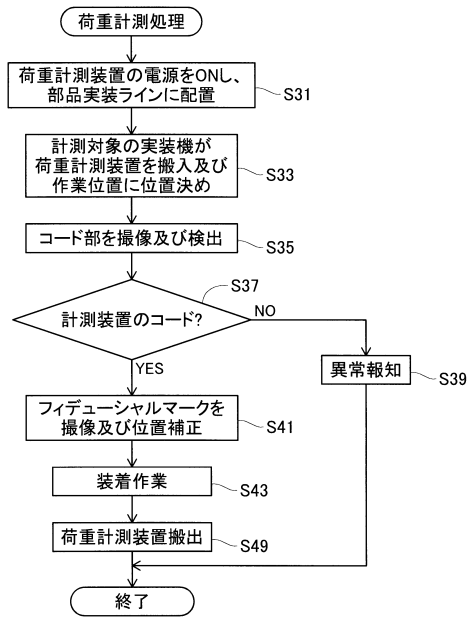 荷重計測処理
荷重計測装置の電源をONし、
部品実装ラインに配置
S31
計測対象の実装機が
荷重計測装置を搬入及び
作業位置に位置決め
S33
コード部を撮像及び検出
S35
S37
計測装置のコード?
NO
YES
異常報知
S39
フィデューシャルマークを
撮像及び位置補正
S41
装着作業
S43
荷重計測装置搬出
S49
終了